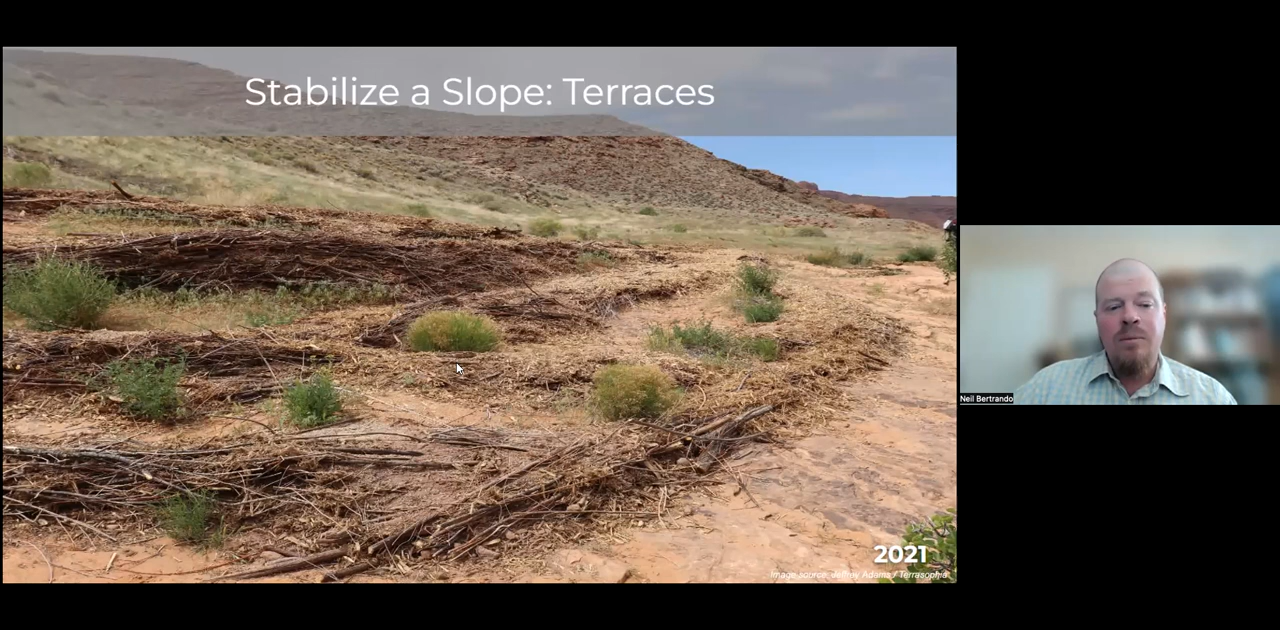 Stabilize a Slope: Terraces
2021
Image source: Jeffrey Adams / Terrasophia
Neil Bertrando